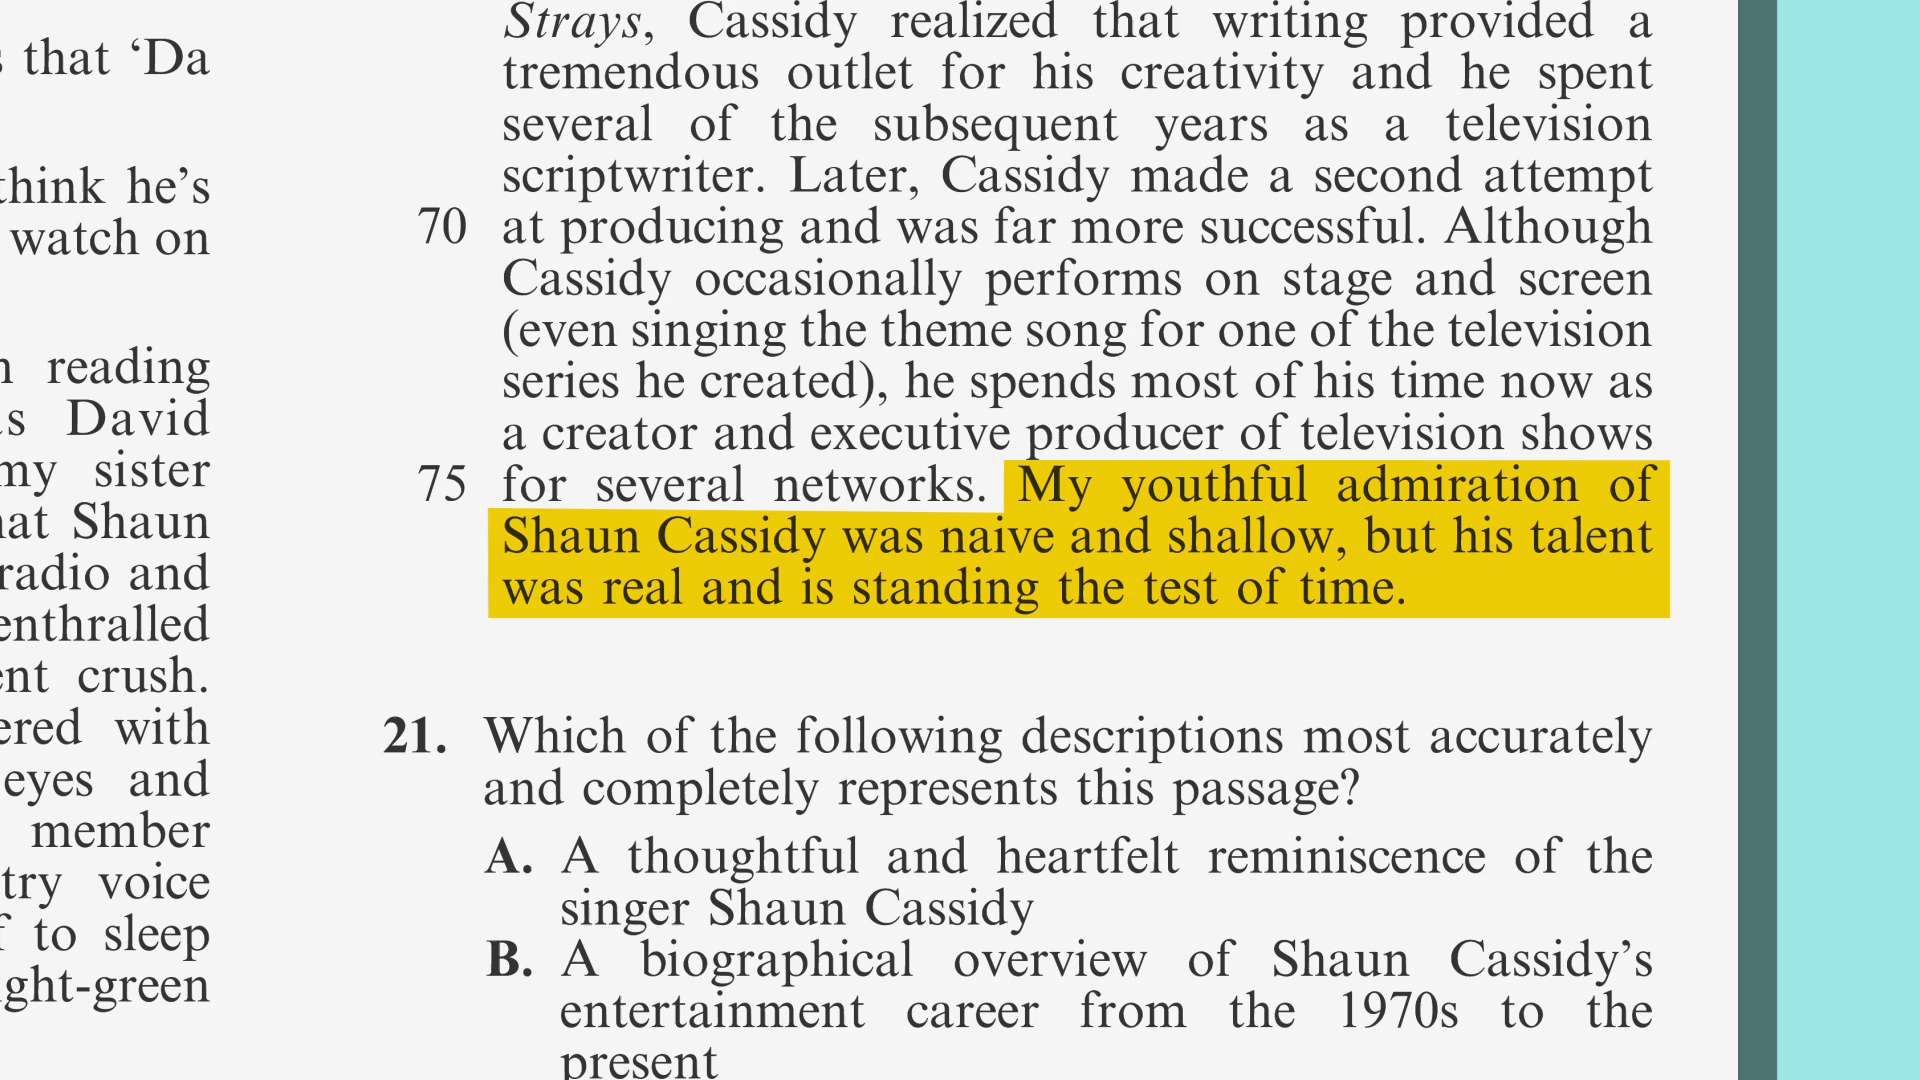 that ‘Da
think he’s
watch on
reading
David
my sister
Shaun
radio and
enthralled
crush.
with
eyes and
member
voice
to sleep
Strays, Cassidy realized that writing provided a
tremendous outlet for his creativity and he spent
several of the subsequent years as a television
scriptwriter. Later, Cassidy made a second attempt
70 at producing and was far more successful. Although
Cassidy occasionally performs on stage and screen
(even singing the theme song for one of the television
series he created), he spends most of his time now as
a creator and executive producer of television shows
75 for several networks. My youthful admiration of
Shaun Cassidy was naive and shallow, but his talent
was real and is standing the test of time.
21. Which of the following descriptions most accurately
and completely represents this passage?
A. A thoughtful and heartfelt reminiscence of the
singer Shaun Cassidy
B. A biographical overview of Shaun Cassidy’s
entertainment career from the 1970s to the
present